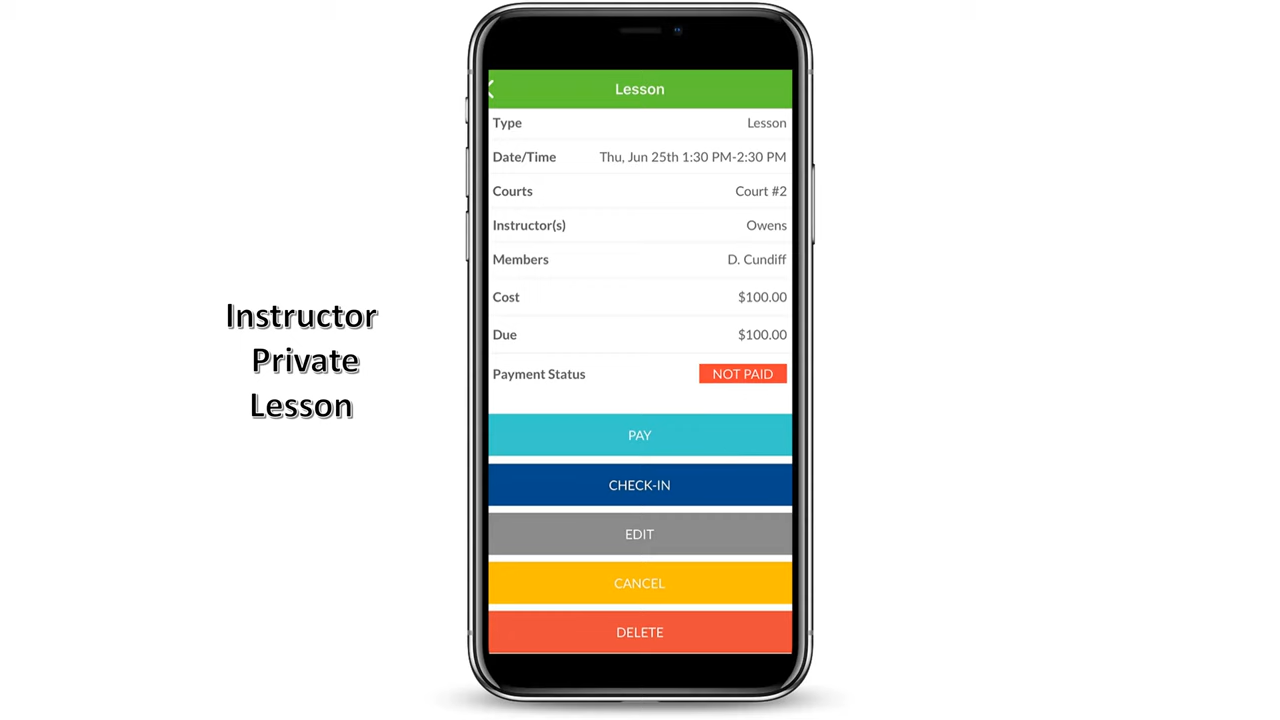 Lesson
Type Lesson
Date/Time Thu, Jun 25th 1:30 PM-2:30 PM
Courts Court #2
Instructor(s) Owens
Members D. Cundiff
Cost $100.00
Due $100.00
Payment Status NOT PAID
PAY
CHECK-IN
EDIT
CANCEL
DELETE
Instructor
Private
Lesson